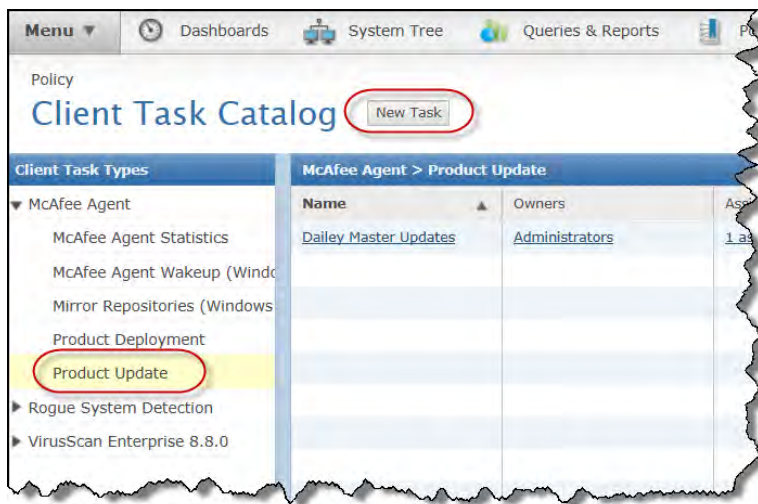 Menu ▼ Dashboards System Tree Queries & Reports
Policy
Client Task Catalog New Task
Client Task Types McAfee Agent > Product Update
McAfee Agent Name Owners
McAfee Agent Statistics Dailey Master Updates Administrators 1 as
McAfee Agent Wakeup (Windo
Mirror Repositories (Windows
Product Deployment
Product Update
Rogue System Detection
VirusScan Enterprise 8.8.0